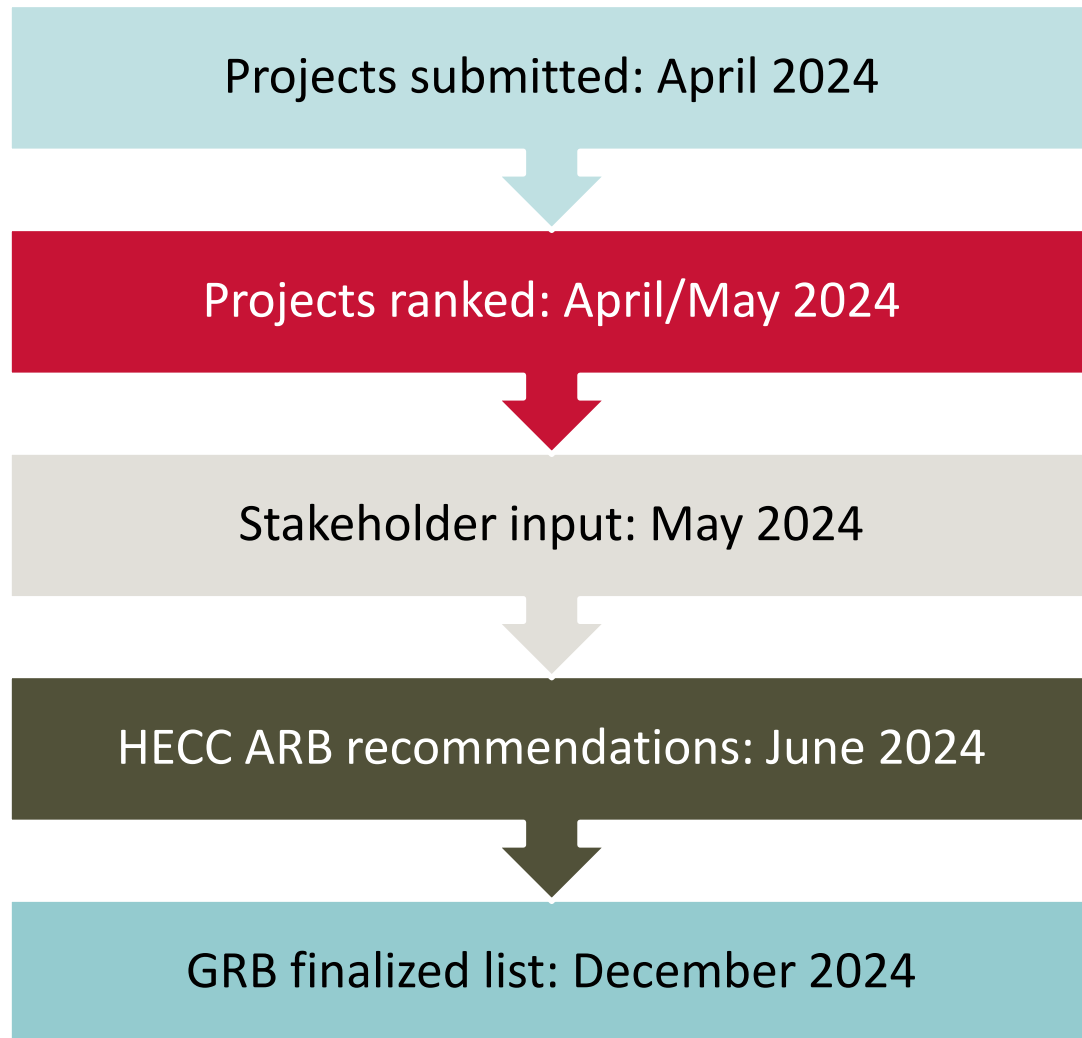 Projects submitted: April 2024
Projects ranked: April/May 2024
Stakeholder input: May 2024
HECC ARB recommendations: June 2024
GRB finalized list: December 2024